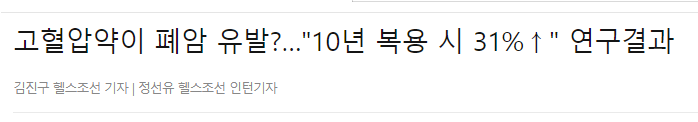 고혈압약이 폐암 유발?..."10년 복용 시 31%↑" 연구결과
김진구 헬스조선 기자 | 정선유 헬스조선 인턴기자